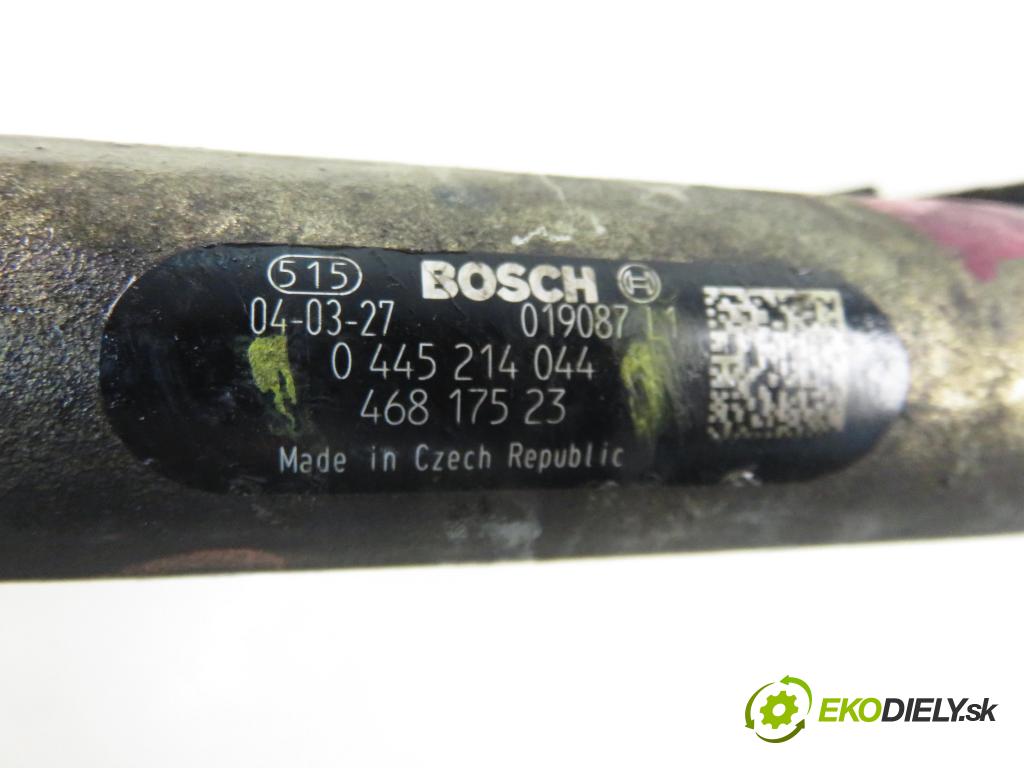 515 BOSCH
04-03-27 019087 L1
0 445 214 044
468 175 23
Made in Czech Republic
EKODIELY.sk